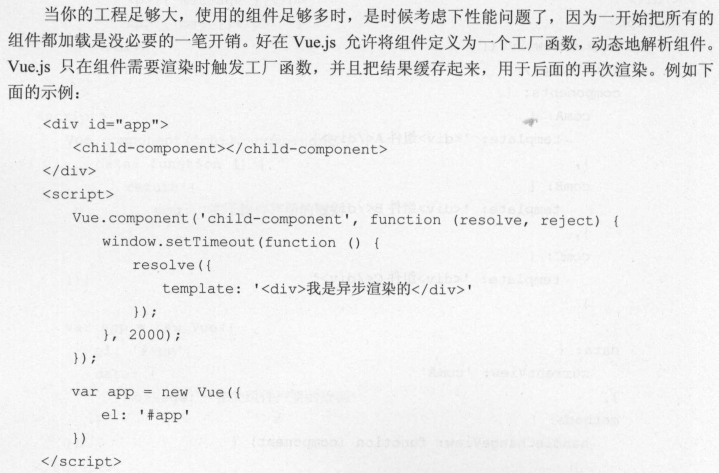 当你的工程足够大，使用的组件足够多时，是时候考虑下性能问题了，因为一开始把所有的
组件都加载是没必要的一笔开销。好在 Vue.js 允许将组件定义为一个工厂函数，动态地解析组件。
Vue.js 只在组件需要渲染时触发工厂函数，并且把结果缓存起来，用于后面的再次渲染。例如下
面的示例：
<div id="app">
<child-component></child-component>
</div>
<script>
Vue.component('child-component', function (resolve, reject) {
window.setTimeout(function () {
resolve({
template: '<div>我是异步渲染的</div>'
});
}, 2000);
});
var app = new Vue({
el: '#app'
})
</script>